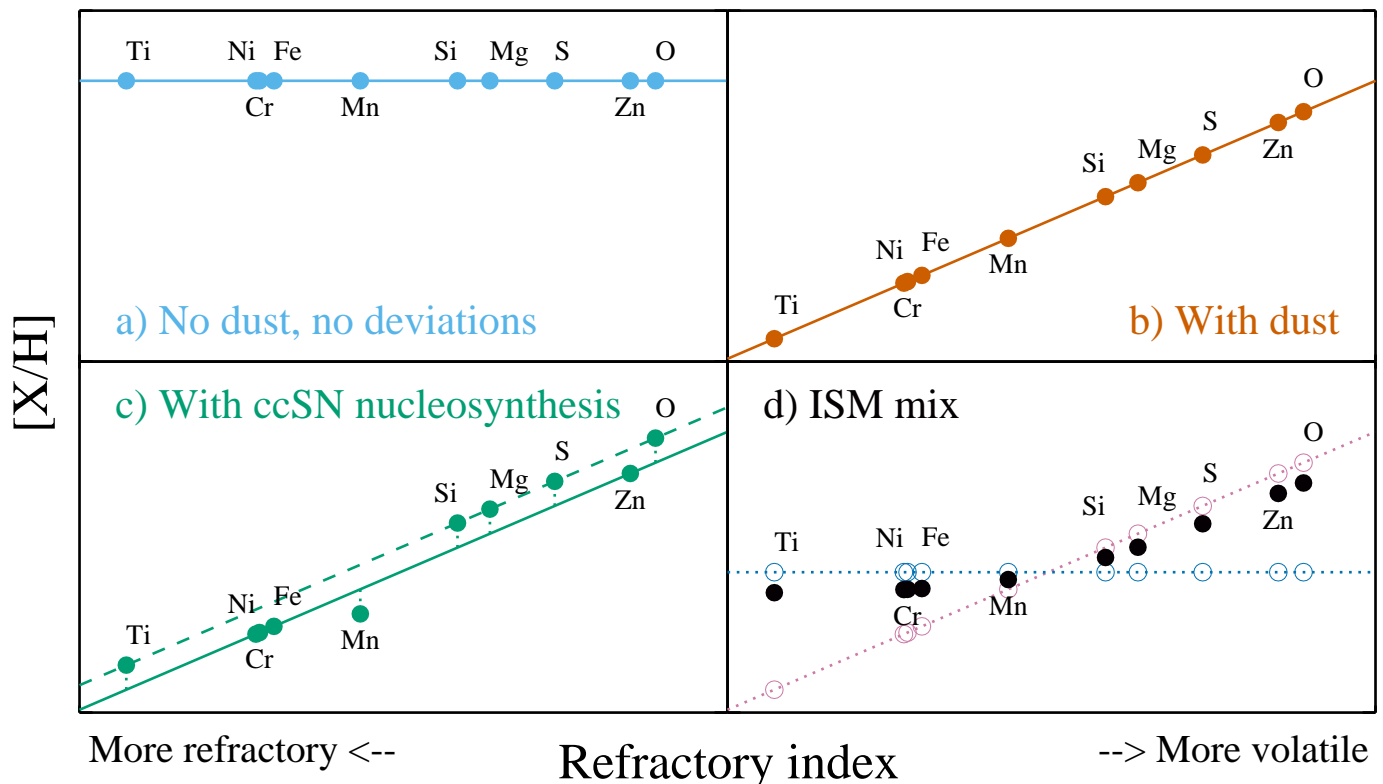 Ti Ni Fe Si Mg S O
Cr Mn Zn
a) No dust, no deviations
O
S
Mg
Si
Zn
Ni Fe
Mn
Cr
Ti
b) With dust
c) With ccSN nucleosynthesis
O
S
Mg
Si
Zn
Ni Fe
Ti
Cr
Mn
d) ISM mix
O
S
Mg
Si
Zn
Ti Ni Fe
Mn
Cr
[X/H]
More refractory <--
Refractory index
--> More volatile